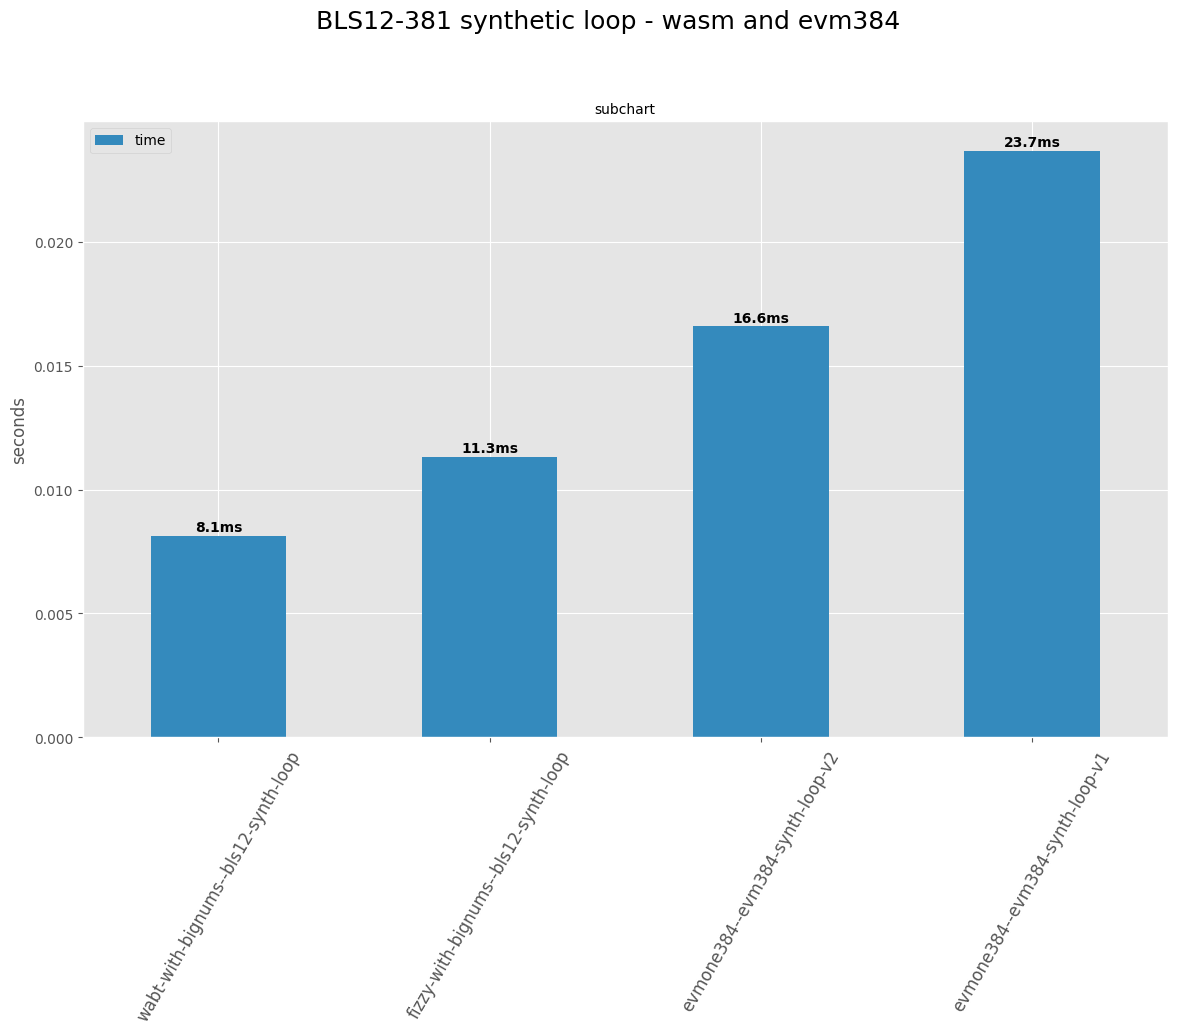 BLS12-381 synthetic loop - wasm and evm384
subchart
time
23.7ms
0.020
16.6ms
0.015
seconds
11.3ms
0.010
8.1ms
0.005
0.000
wabt-with-bignums--bls12-synth-loop
fizzy-with-bignums--bls12-synth-loop
evmone384--evm384-synth-loop-v2
evmone384--evm384-synth-loop-v1